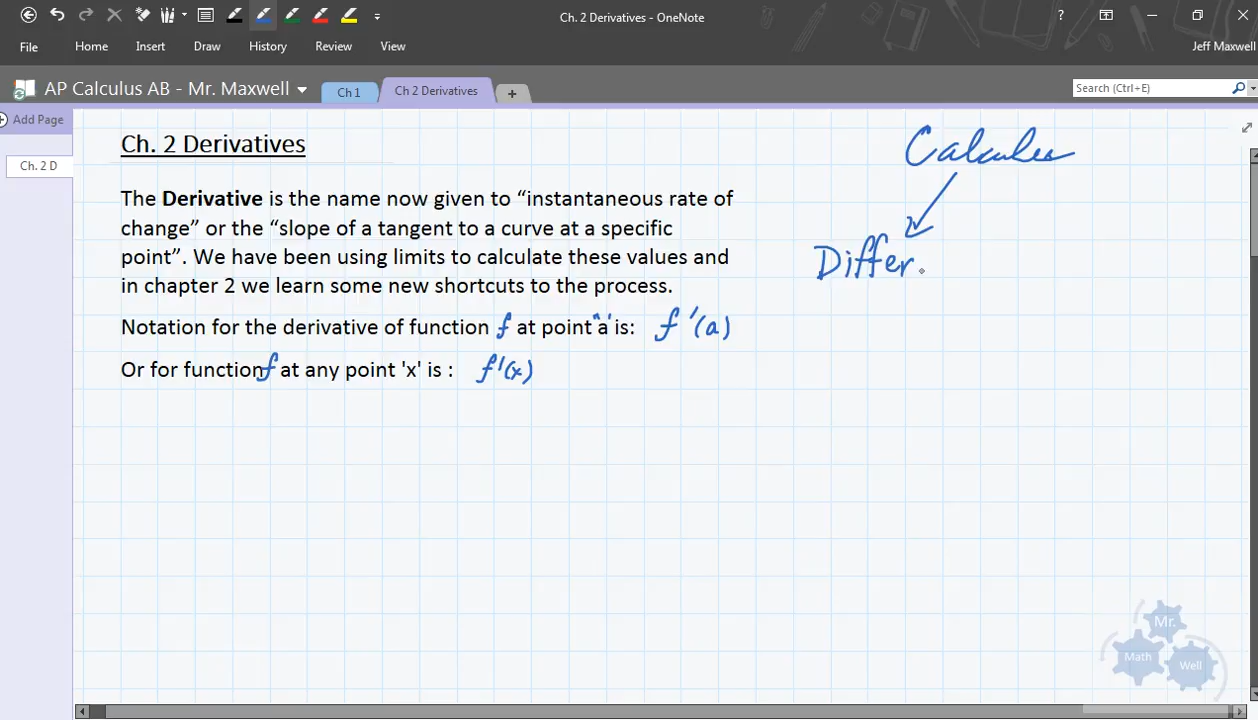 Ch. 2 Derivatives - OneNote
?
File
Home
Insert
Draw
History
Review
View
Jeff Maxwell
AP Calculus AB - Mr. Maxwell
Ch 1
Ch 2 Derivatives
+
Search (Ctrl+E)
Add Page
Ch. 2 D
Ch. 2 Derivatives
Calculus
The Derivative is the name now given to “instantaneous rate of
change” or the “slope of a tangent to a curve at a specific
point”. We have been using limits to calculate these values and
in chapter 2 we learn some new shortcuts to the process.
Differ
Notation for the derivative of function f at point "a' is: f '(a)
Or for function f at any point 'x' is : f'(x)
Mr.
Math
Well